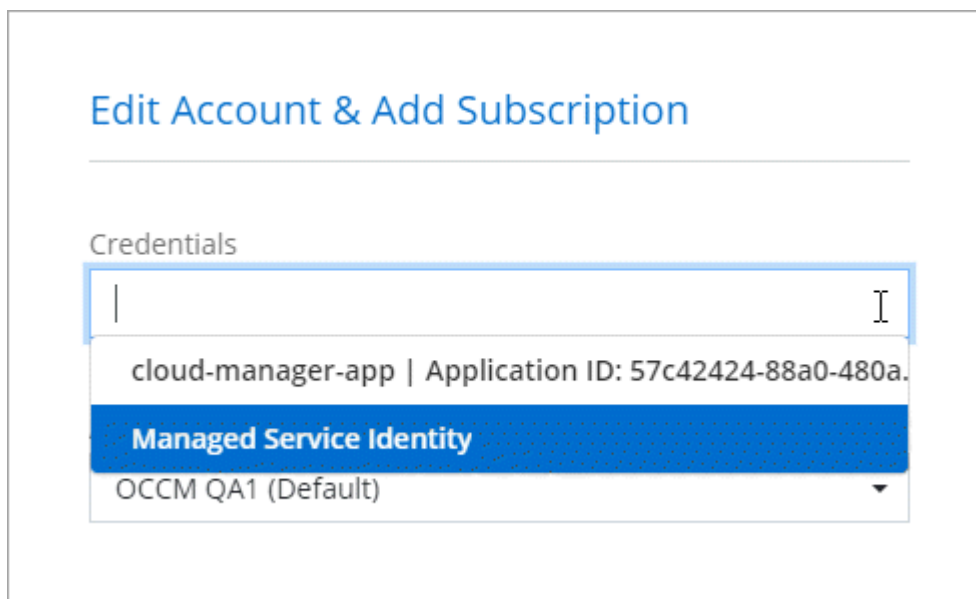 Edit Account & Add Subscription
Credentials
cloud-manager-app | Application ID: 57c42424-88a0-480a.
Managed Service Identity
OCCM QA1 (Default)